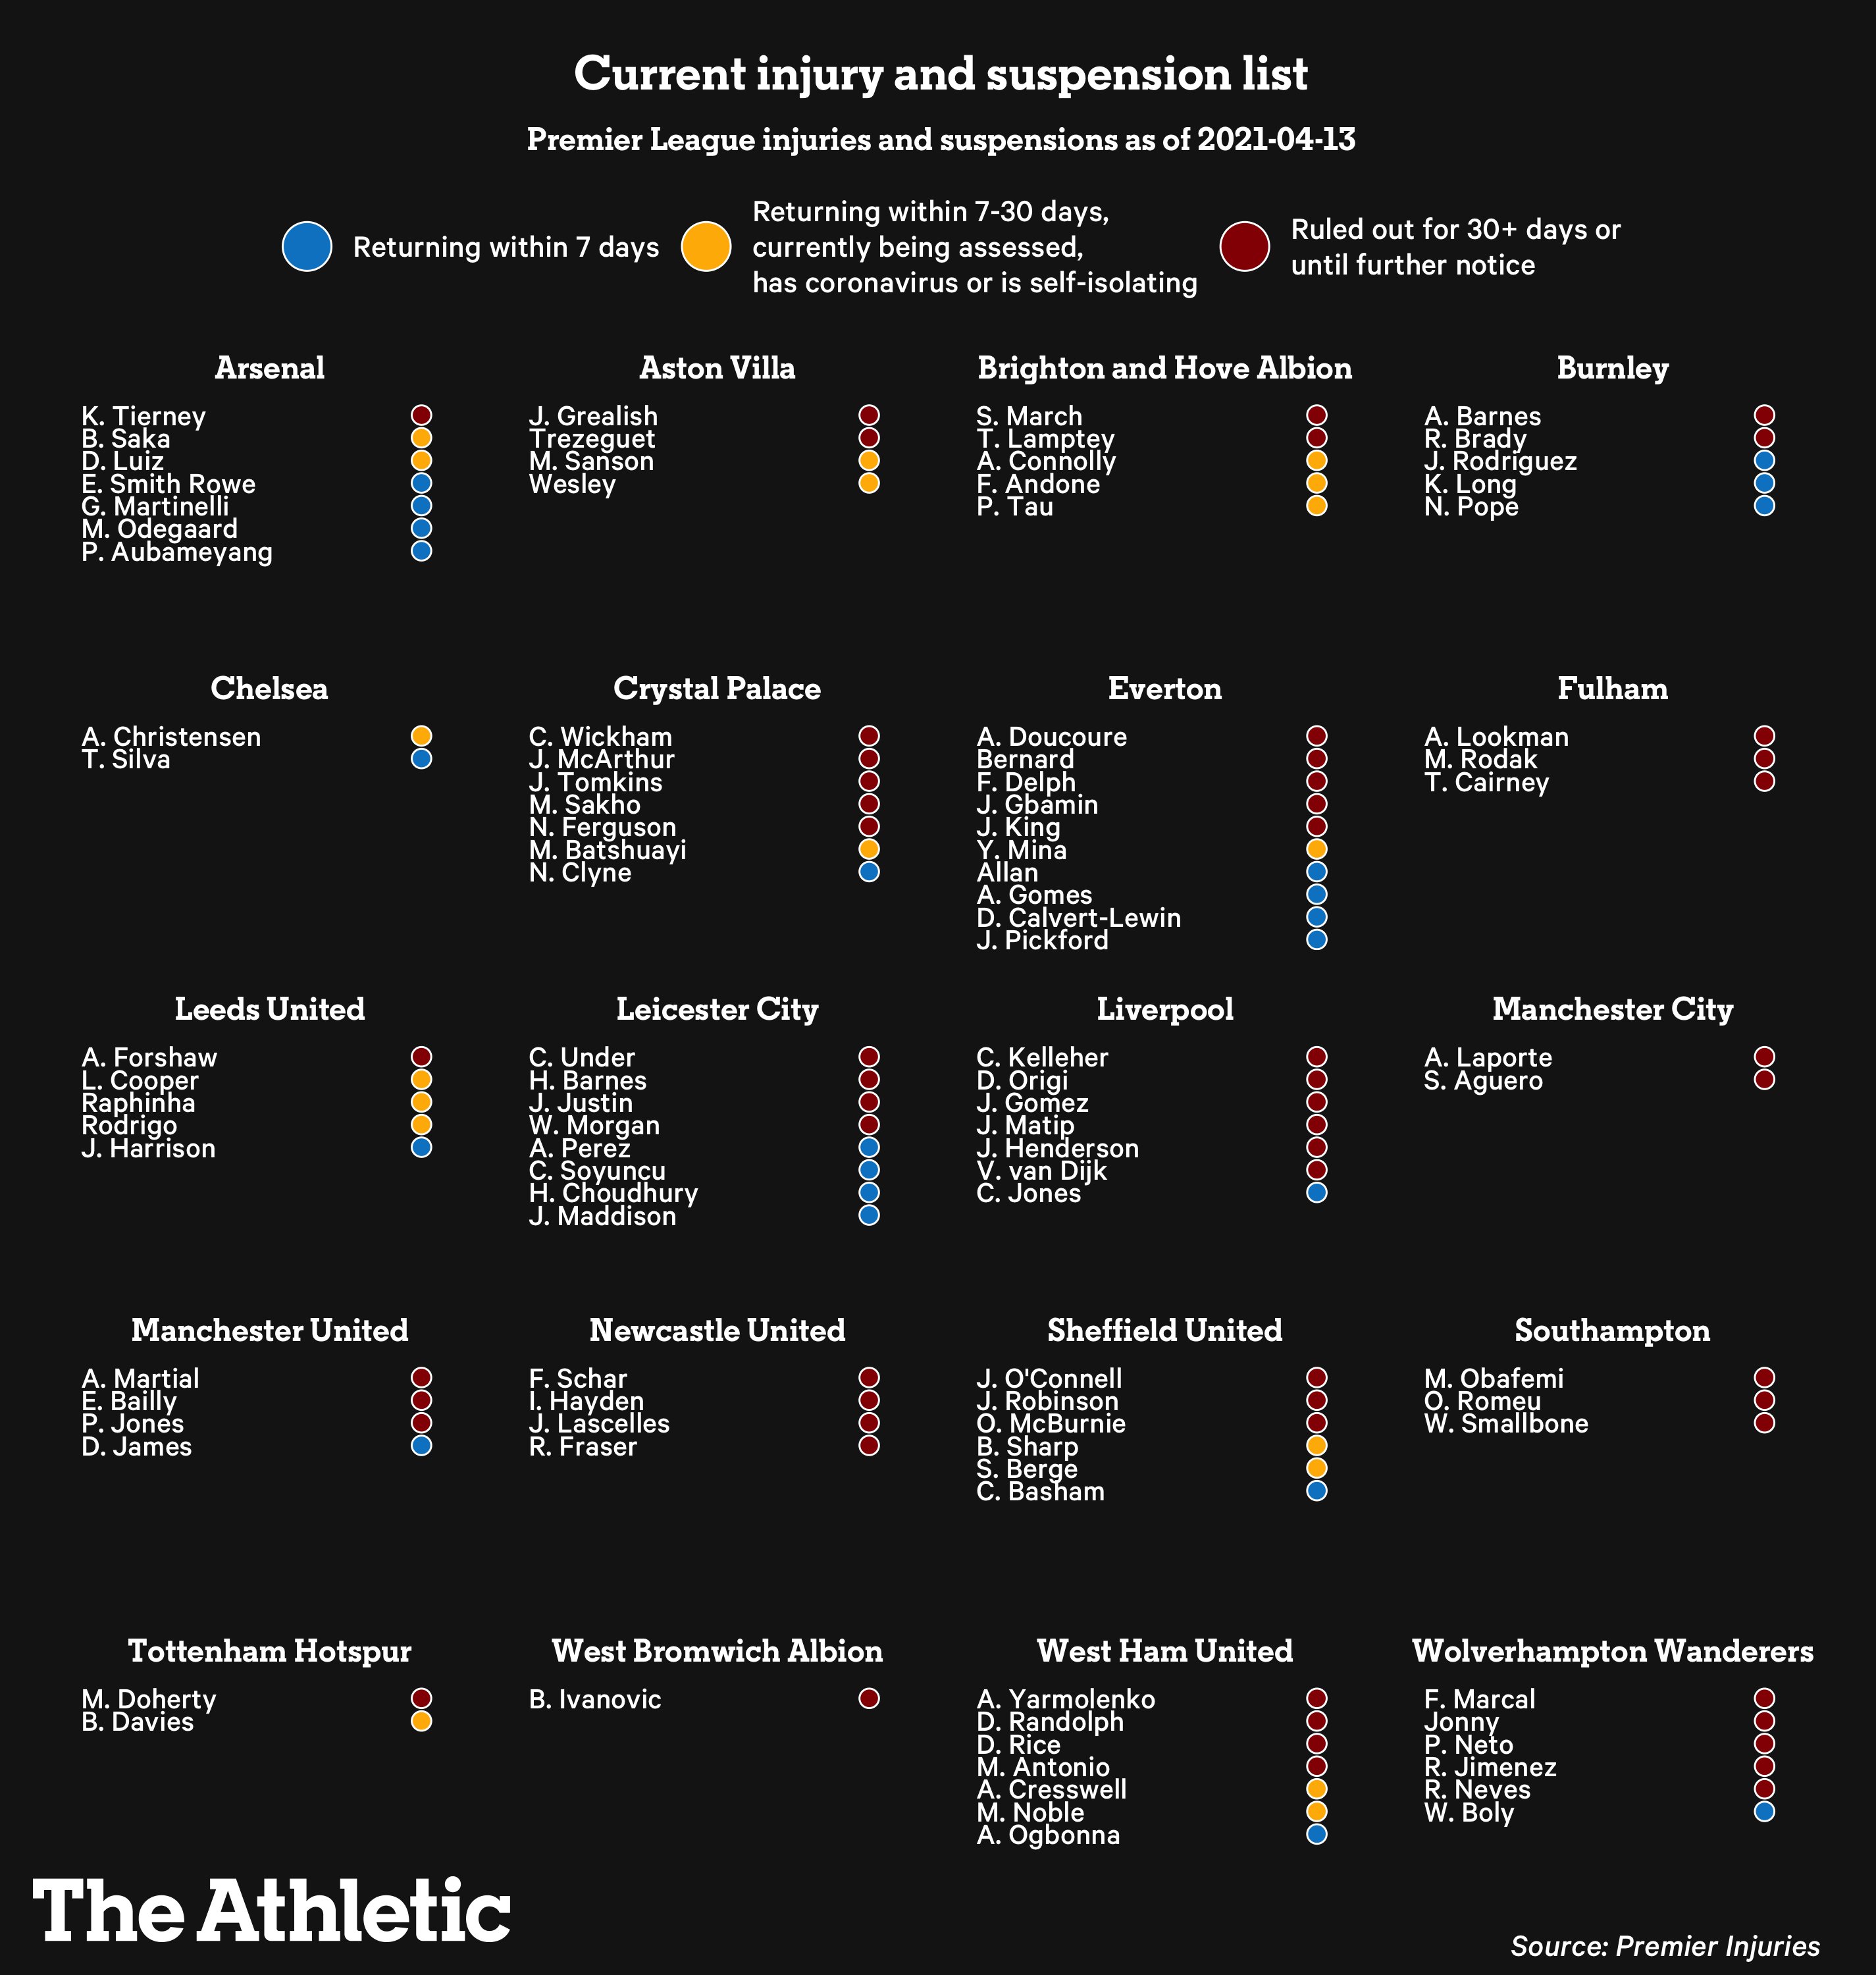 Current injury and suspension list
Premier League injuries and suspensions as of 2021-04-13
Returning within 7 days
Returning within 7-30 days,
currently being assessed,
has coronavirus or is self-isolating
Ruled out for 30+ days or
until further notice
Arsenal
K. Tierney
B. Saka
D. Luiz
E. Smith Rowe
G. Martinelli
M. Odegaard
P. Aubameyang
Aston Villa
J. Grealish
Trezeguet
M. Sanson
Wesley
Brighton and Hove Albion
S. March
T. Lamptey
A. Connolly
F. Andone
P. Tau
Burnley
A. Barnes
R. Brady
J. Rodriguez
K. Long
N. Pope
Chelsea
A. Christensen
T. Silva
Crystal Palace
C. Wickham
J. McArthur
J. Tomkins
M. Sakho
N. Ferguson
M. Batshuayi
N. Clyne
Everton
A. Doucoure
Bernard
F. Delph
J. Gbamin
J. King
Y. Mina
Allan
A. Gomes
D. Calvert-Lewin
J. Pickford
Fulham
A. Lookman
M. Rodak
T. Cairney
Leeds United
A. Forshaw
L. Cooper
Raphinha
Rodrigo
J. Harrison
Leicester City
C. Under
H. Barnes
J. Justin
W. Morgan
A. Perez
C. Soyuncu
H. Choudhury
J. Maddison
Liverpool
C. Kelleher
D. Origi
J. Gomez
J. Matip
J. Henderson
V. van Dijk
C. Jones
Manchester City
A. Laporte
S. Aguero
Manchester United
A. Martial
E. Bailly
P. Jones
D. James
Newcastle United
F. Schar
I. Hayden
J. Lascelles
R. Fraser
Sheffield United
J. O'Connell
J. Robinson
O. McBurnie
B. Sharp
S. Berge
C. Basham
Southampton
M. Obafemi
O. Romeu
W. Smallbone
Tottenham Hotspur
M. Doherty
B. Davies
West Bromwich Albion
B. Ivanovic
West Ham United
A. Yarmolenko
D. Randolph
D. Rice
M. Antonio
A. Cresswell
M. Noble
A. Ogbonna
Wolverhampton Wanderers
F. Marcal
Jonny
P. Neto
R. Jimenez
R. Neves
W. Boly
The Athletic
Source: Premier Injuries